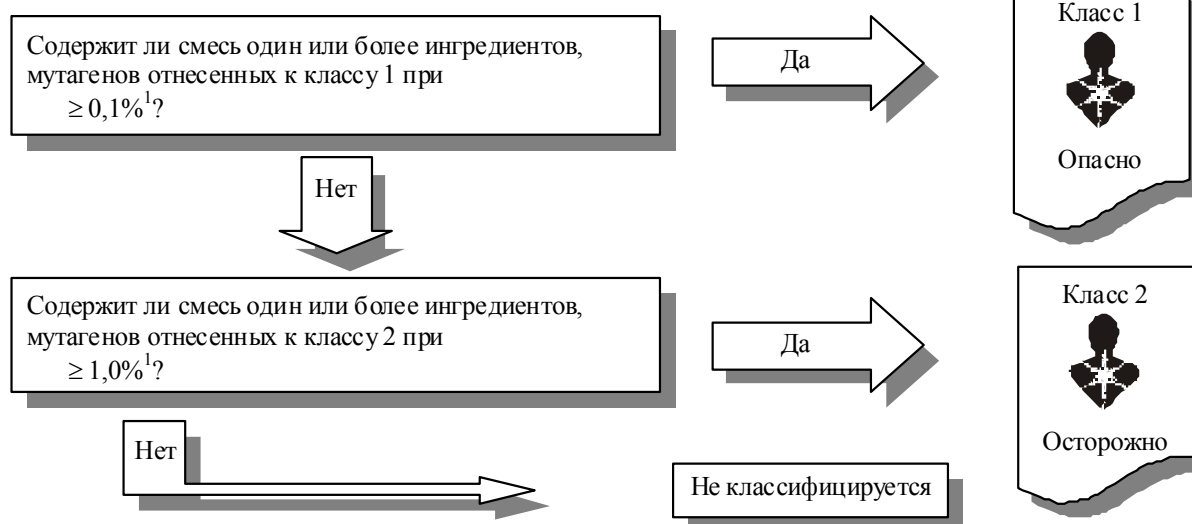 Содержит ли смесь один или более ингредиентов,
мутагенов отнесенных к классу 1 при
≥ 0,1%¹?
Да
Класс 1
Опасно
Нет
Содержит ли смесь один или более ингредиентов,
мутагенов отнесенных к классу 2 при
≥ 1,0%¹?
Да
Класс 2
Осторожно
Нет
Не классифицируется